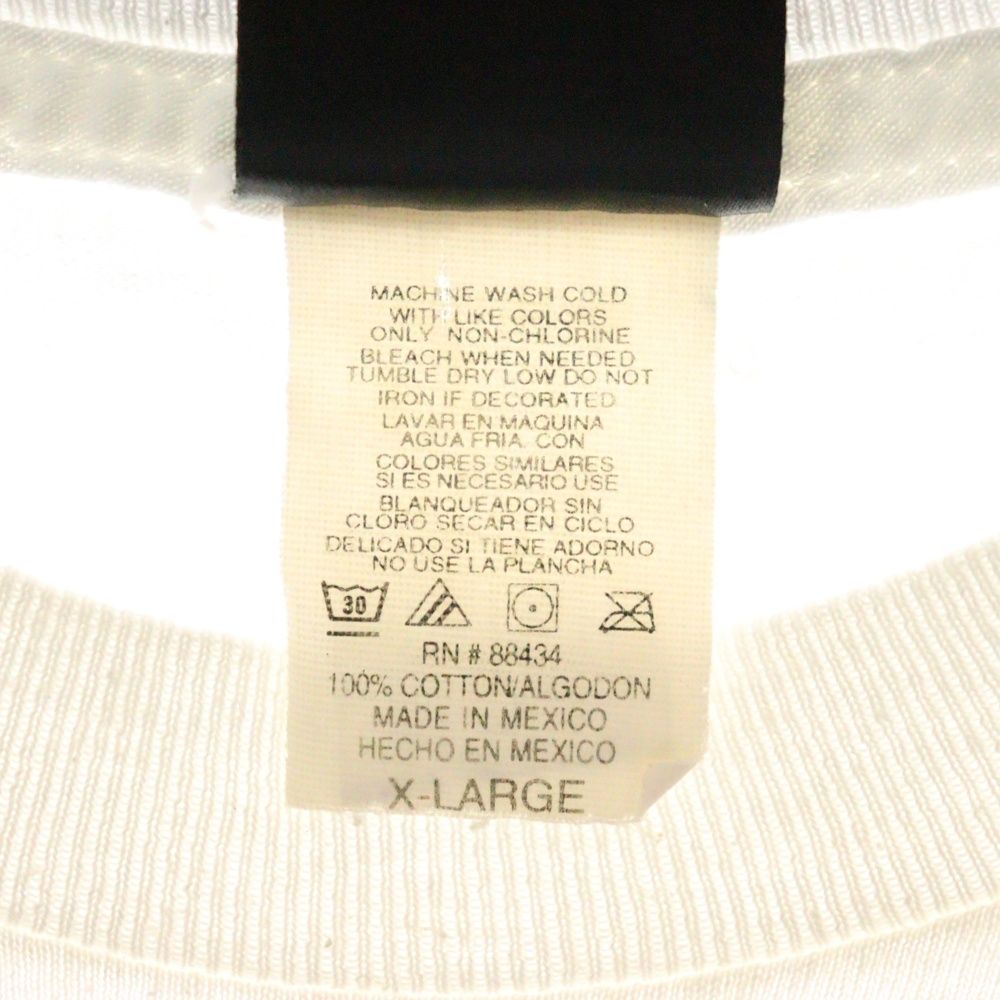 MACHINE WASH COLD
WITH LIKE COLORS
ONLY NON-CHLORINE
BLEACH WHEN NEEDED
TUMBLE DRY LOW DO NOT
IRON IF DECORATED
LAVAR EN MAQUINA
AGUA FRIA. CON
COLORES SIMILARES
SI ES NECESARIO USE
BLANQUEADOR SIN
CLORO SECAR EN CICLO
DELICADO SI TIENE ADORNO
NO USE LA PLANCHA
30
RN # 88434
100% COTTON/ALGODON
MADE IN MEXICO
HECHO EN MEXICO
X-LARGE